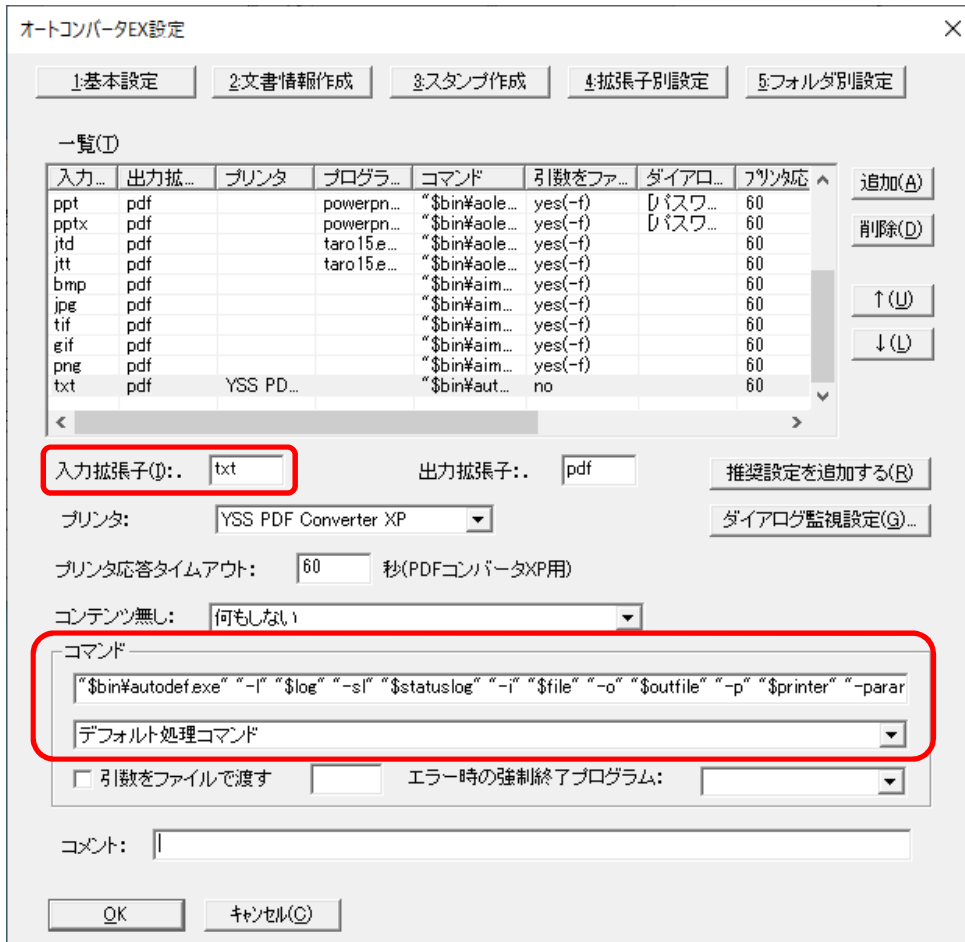 オートコンバータEX設定
1:基本設定 2:文書情報作成 3:スタンプ作成 4:拡張子別設定 5:フォルダ別設定
一覧(T)
入力... 出力拡... プリンタ プログラ... コマンド 引数をファ... ダイアロ... プリンタ応
ppt pdf powerpn... "$bin¥aole... yes(-f) [パスワ... 60
pptx pdf powerpn... "$bin¥aole... yes(-f) [パスワ... 60
jtd pdf taro15.e... "$bin¥aole... yes(-f) 60
jtt pdf taro15.e... "$bin¥aole... yes(-f) 60
bmp pdf "$bin¥aim... yes(-f) 60
jpg pdf "$bin¥aim... yes(-f) 60
tif pdf "$bin¥aim... yes(-f) 60
gif pdf "$bin¥aim... yes(-f) 60
png pdf "$bin¥aim... yes(-f) 60
txt pdf YSS PD... "$bin¥aut... no 60
追加(A)
削除(D)
↑(U)
↓(L)
入力拡張子(I):. txt 出力拡張子:. pdf 推奨設定を追加する(R)
プリンタ: YSS PDF Converter XP ダイアログ監視設定(G)...
プリンタ応答タイムアウト: 60 秒(PDFコンバータXP用)
コンテンツ無し: 何もしない
コマンド
"$bin¥autodef.exe" "-l" "$log" "-sl" "$statuslog" "-i" "$file" "-o" "$outfile" "-p" "$printer" "-parar
デフォルト処理コマンド
引数をファイルで渡す エラー時の強制終了プログラム:
コメント:
OK キャンセル(C)